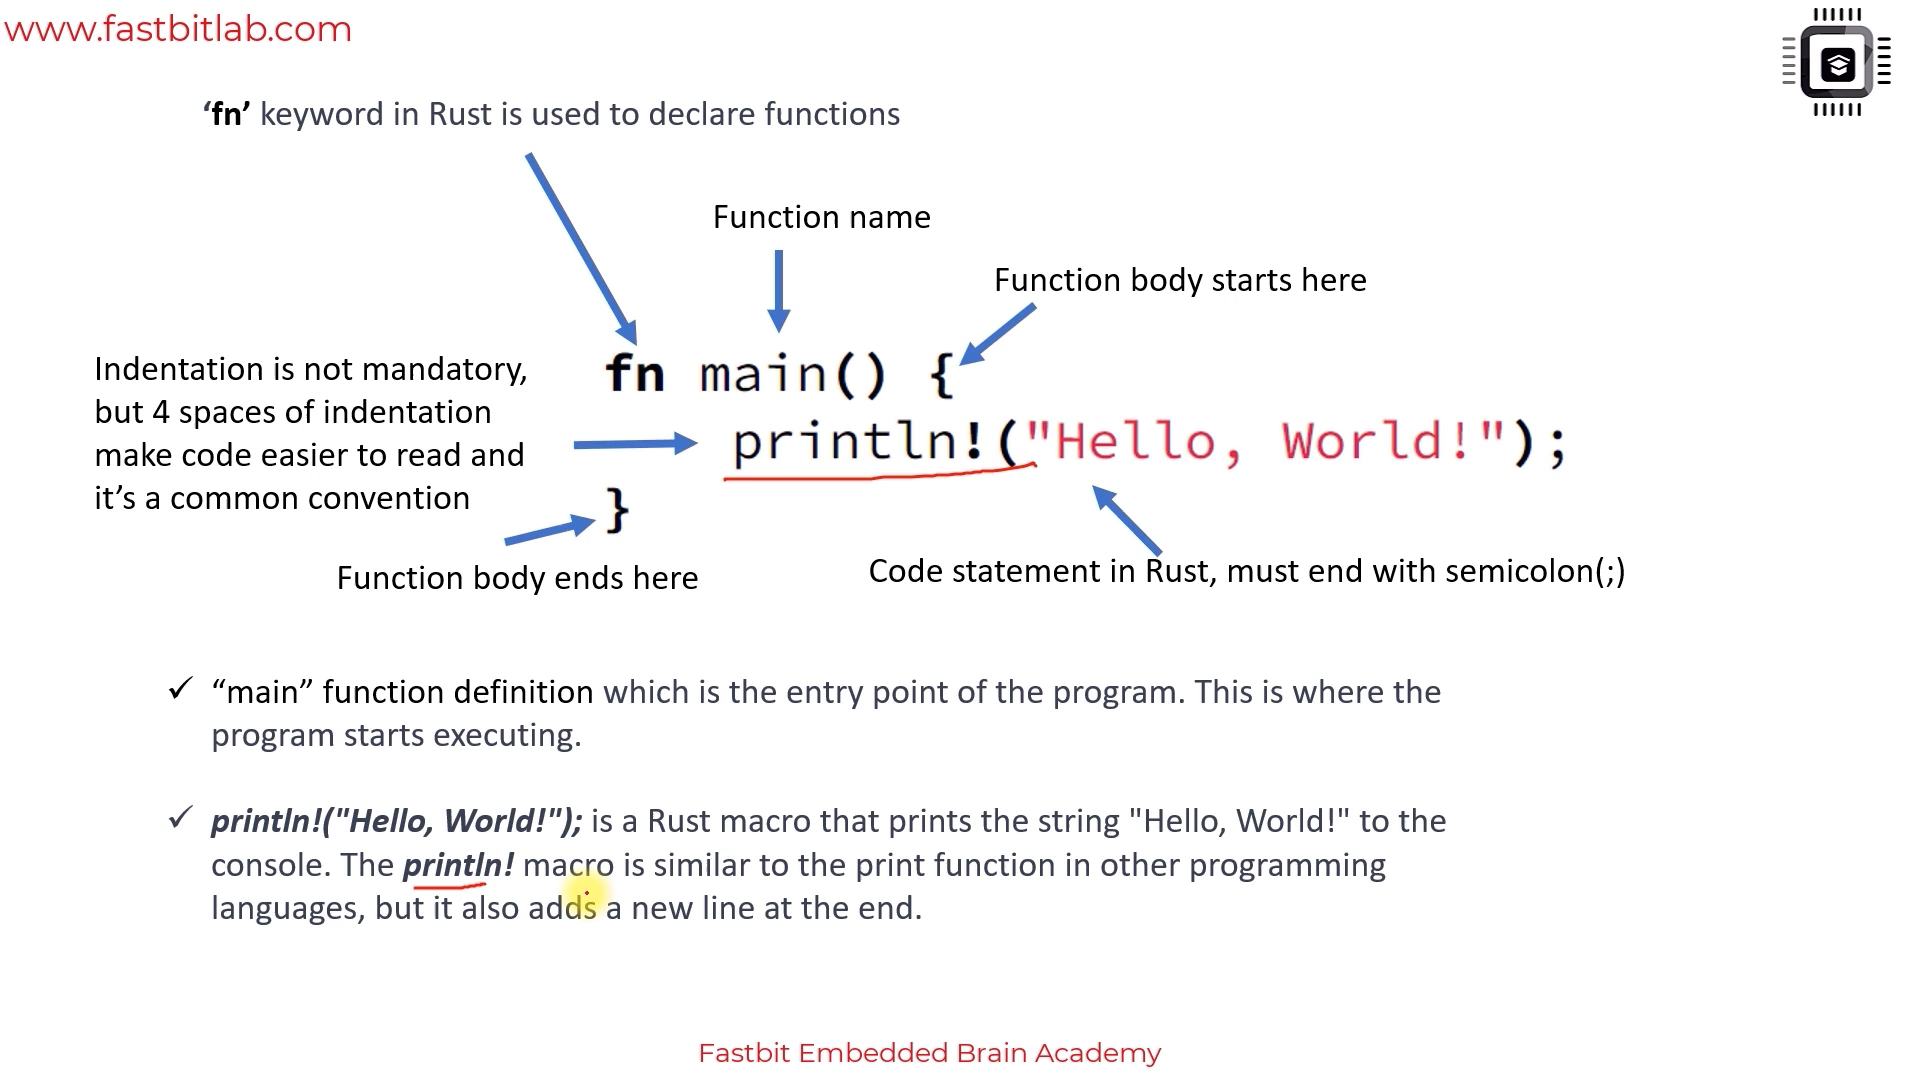 www.fastbitlab.com
‘fn’ keyword in Rust is used to declare functions
Function name
Function body starts here
Indentation is not mandatory,
but 4 spaces of indentation
make code easier to read and
it’s a common convention
fn main() {
println!("Hello, World!");
}
Function body ends here
Code statement in Rust, must end with semicolon(;)
✓ “main” function definition which is the entry point of the program. This is where the
program starts executing.
✓ println!("Hello, World!"); is a Rust macro that prints the string "Hello, World!" to the
console. The println! macro is similar to the print function in other programming
languages, but it also adds a new line at the end.
Fastbit Embedded Brain Academy